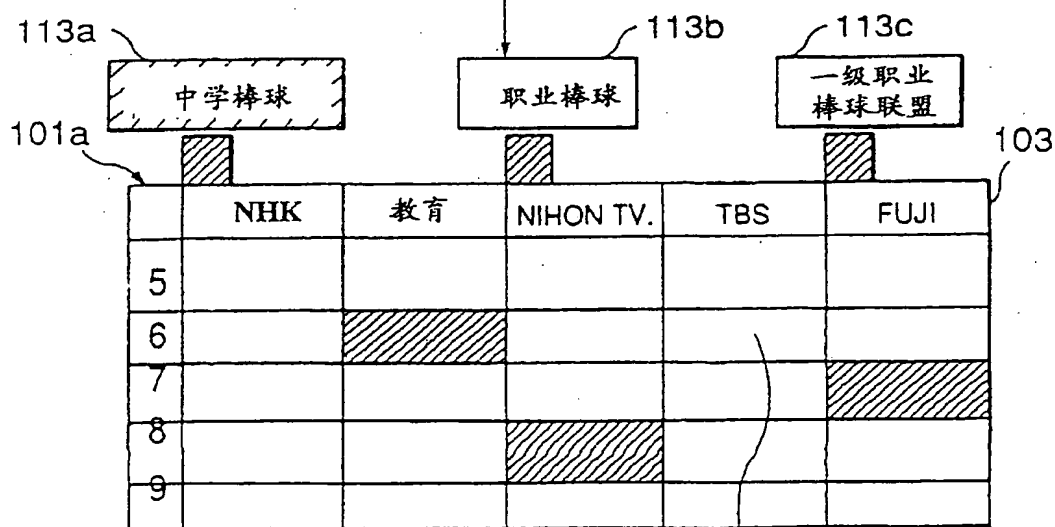 113a
113b
113c
中学棒球
职业棒球
一级职业
棒球联盟
101a
103
NHK
教育
NIHON TV.
TBS
FUJI
5
6
7
8
9